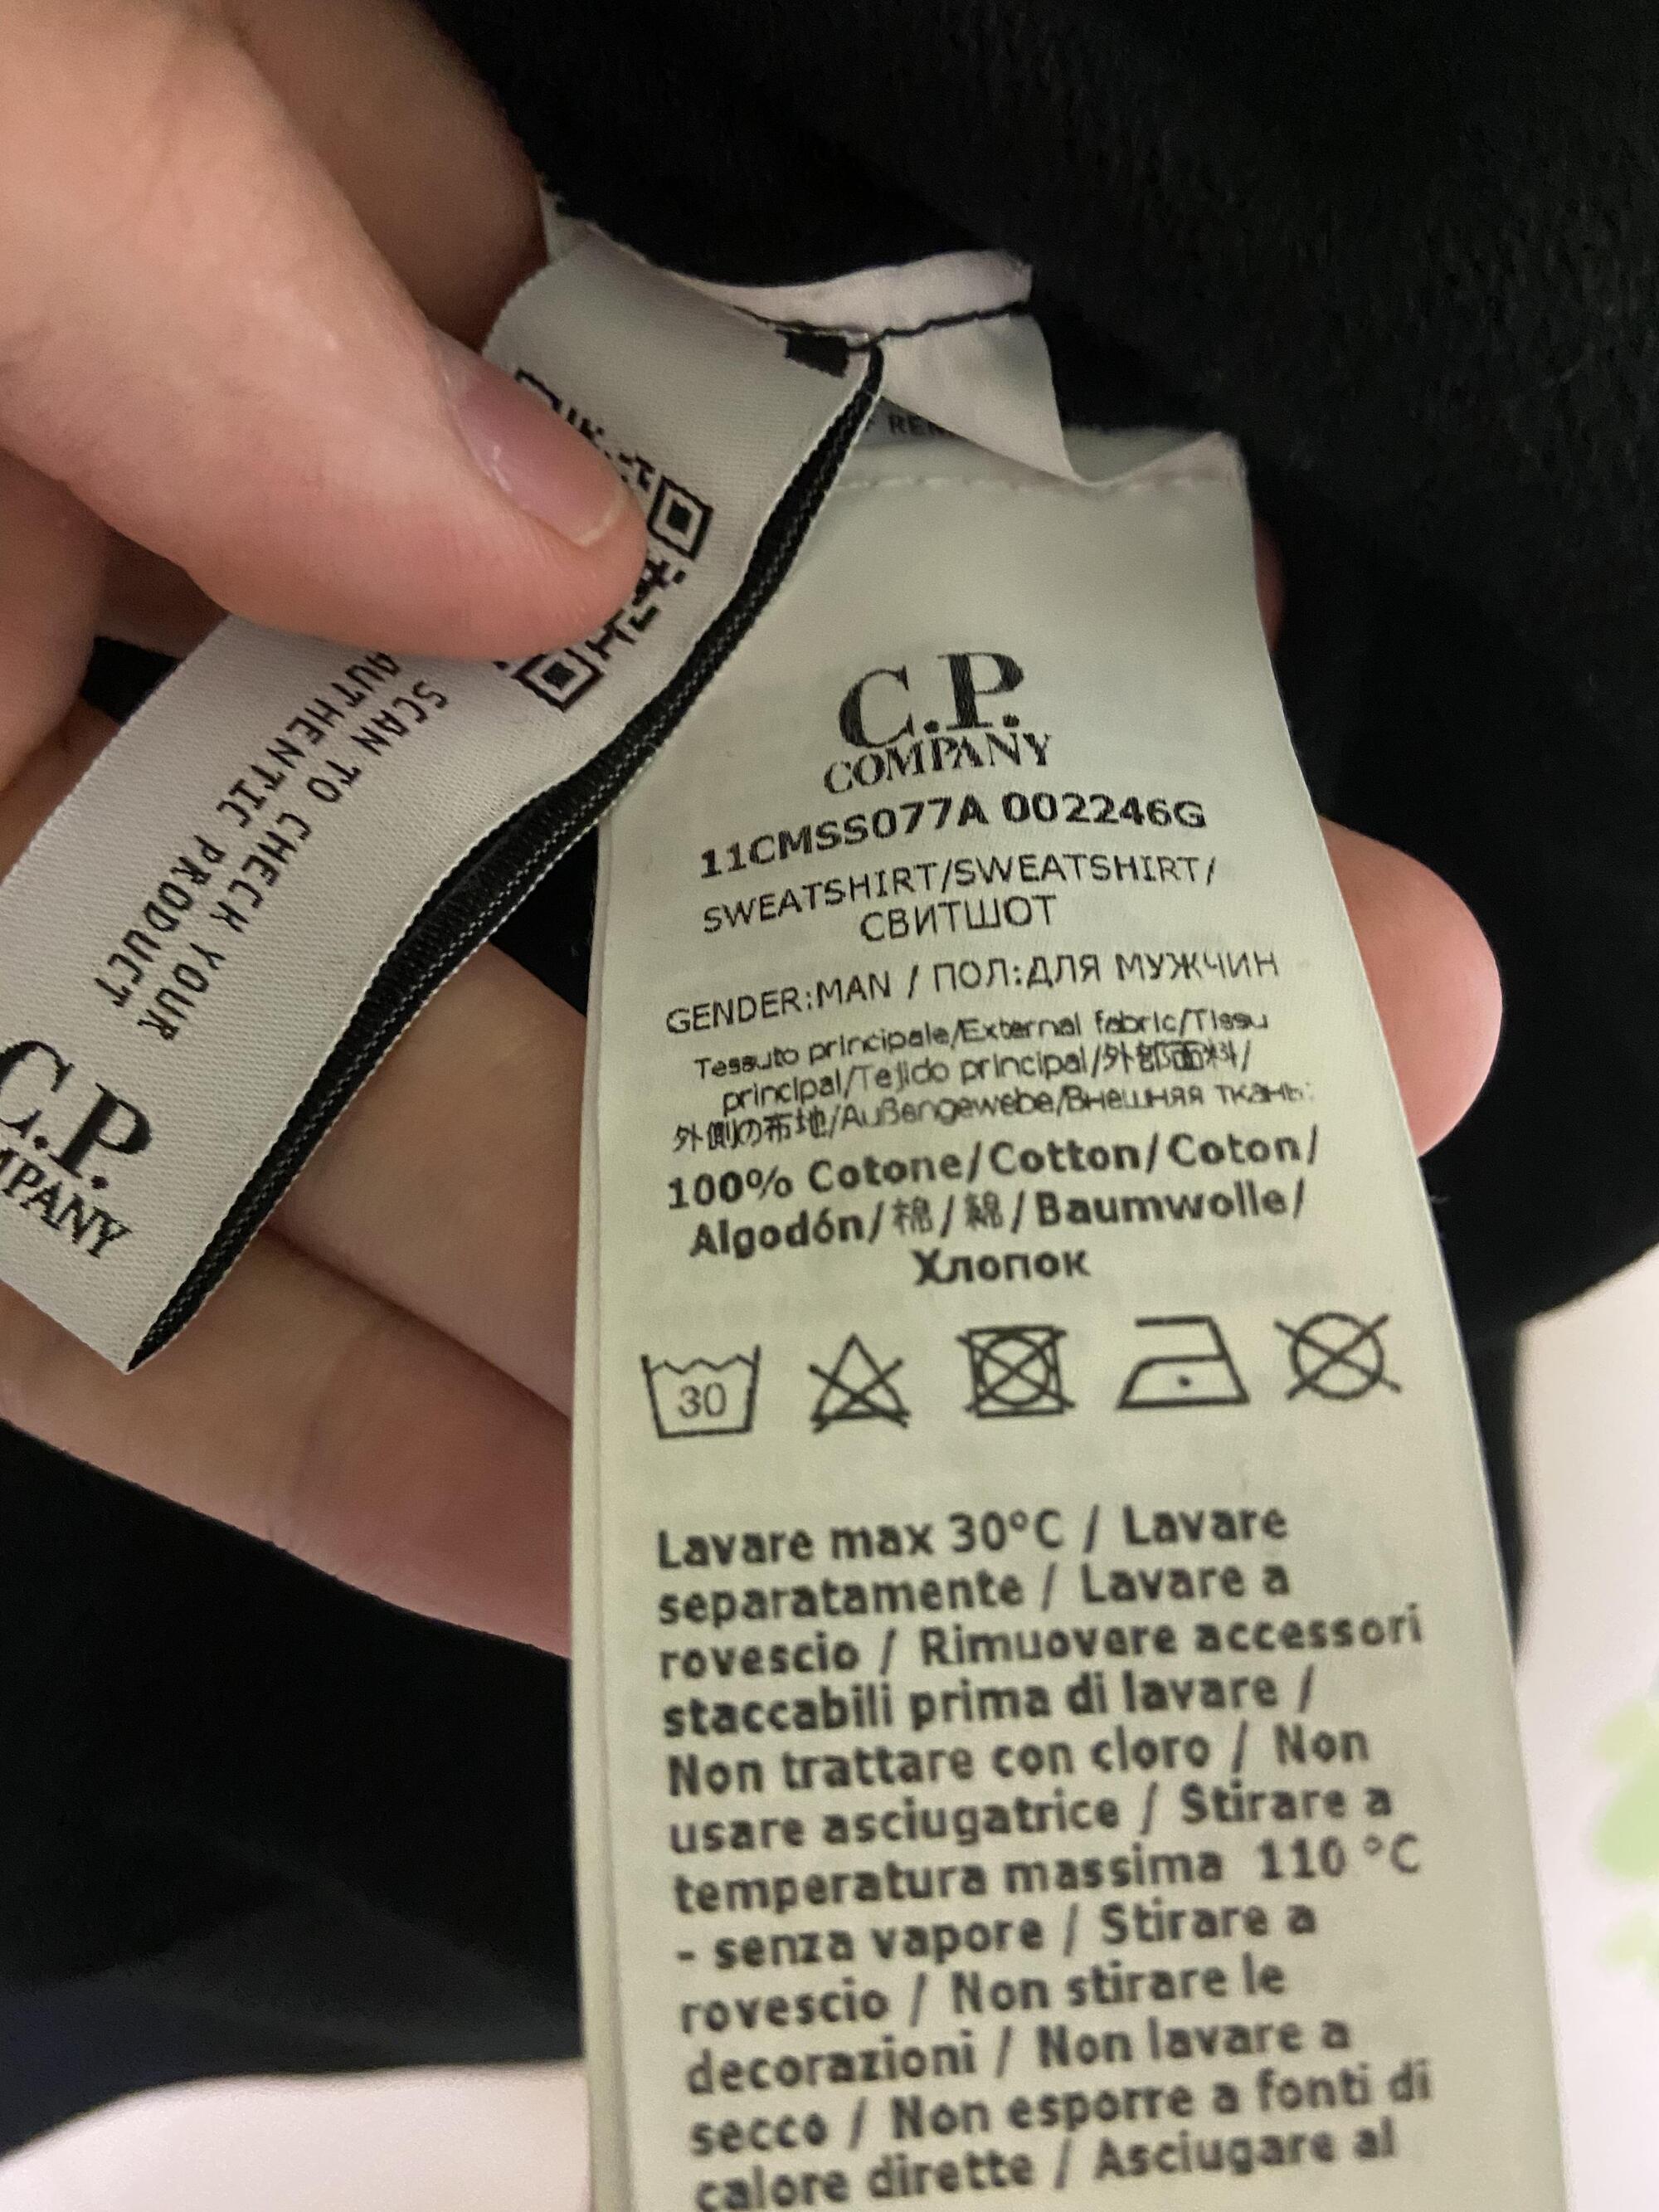 SCAN TO CHECK YOUR
AUTHENTIC PRODUCT
C.P.
C.P.
COMPANY
11CMSS077A 002246G
SWEATSHIRT/SWEATSHIRT/
СВИТШОТ
GENDER:MAN / ПОЛ:ДЛЯ МУЖЧИН
Tessuto principale/External fabric/Tissu
principal/Tejido principal/外部面料/
外側の布地/Außengewebe/Внешняя ткань:
100% Cotone/Cotton/Coton/
Algodón/棉/綿/Baumwolle/
Хлопок
30
Lavare max 30°C / Lavare
separatamente / Lavare a
rovescio / Rimuovere accessori
staccabili prima di lavare /
Non trattare con cloro / Non
usare asciugatrice / Stirare a
temperatura massima 110 °C
- senza vapore / Stirare a
rovescio / Non stirare le
decorazioni / Non lavare a
secco / Non esporre a fonti di
calore dirette / Asciugare al